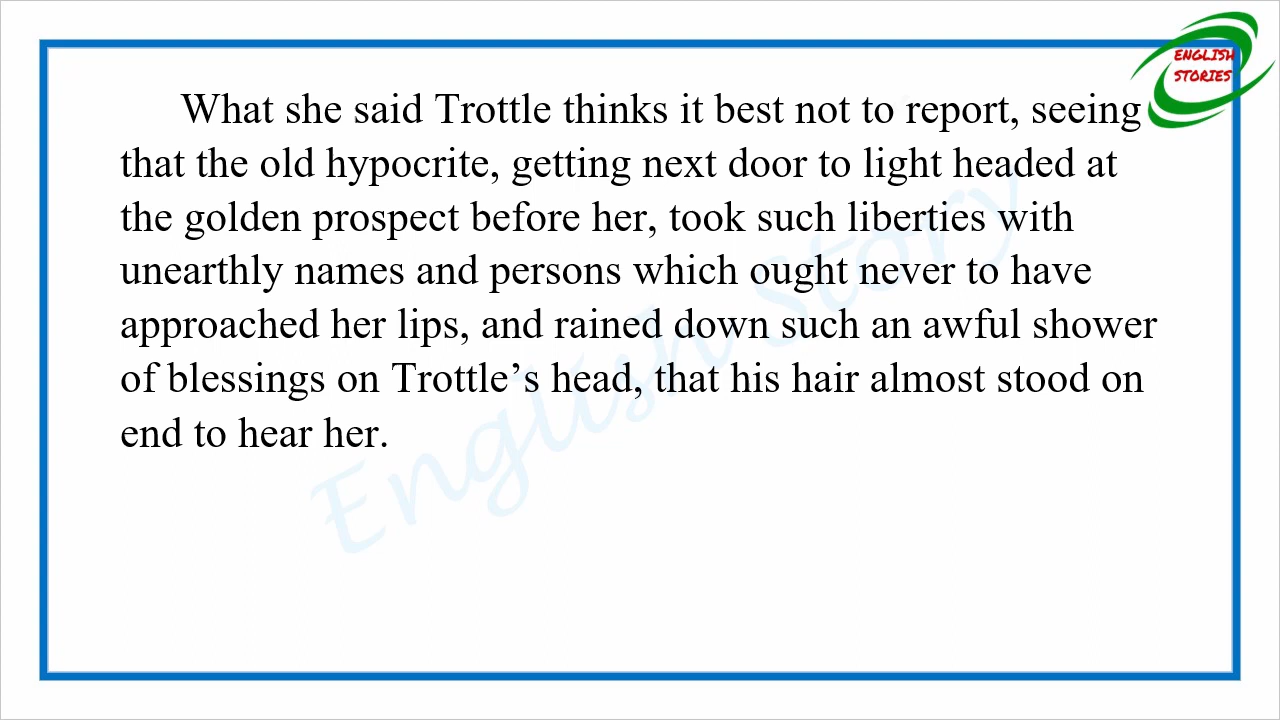 ENGLISH
STORIES
What she said Trottle thinks it best not to report, seeing
that the old hypocrite, getting next door to light headed at
the golden prospect before her, took such liberties with
unearthly names and persons which ought never to have
approached her lips, and rained down such an awful shower
of blessings on Trottle’s head, that his hair almost stood on
end to hear her.
English Story